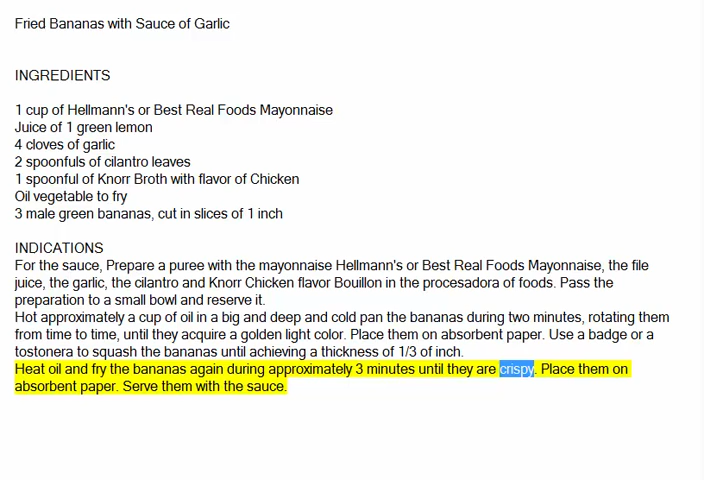 Fried Bananas with Sauce of Garlic
INGREDIENTS
1 cup of Hellmann's or Best Real Foods Mayonnaise
Juice of 1 green lemon
4 cloves of garlic
2 spoonfuls of cilantro leaves
1 spoonful of Knorr Broth with flavor of Chicken
Oil vegetable to fry
3 male green bananas, cut in slices of 1 inch
INDICATIONS
For the sauce, Prepare a puree with the mayonnaise Hellmann's or Best Real Foods Mayonnaise, the file
juice, the garlic, the cilantro and Knorr Chicken flavor Bouillon in the procesadora of foods. Pass the
preparation to a small bowl and reserve it.
Hot approximately a cup of oil in a big and deep and cold pan the bananas during two minutes, rotating them
from time to time, until they acquire a golden light color. Place them on absorbent paper. Use a badge or a
tostonera to squash the bananas until achieving a thickness of 1/3 of inch.
Heat oil and fry the bananas again during approximately 3 minutes until they are crispy. Place them on
absorbent paper. Serve them with the sauce.